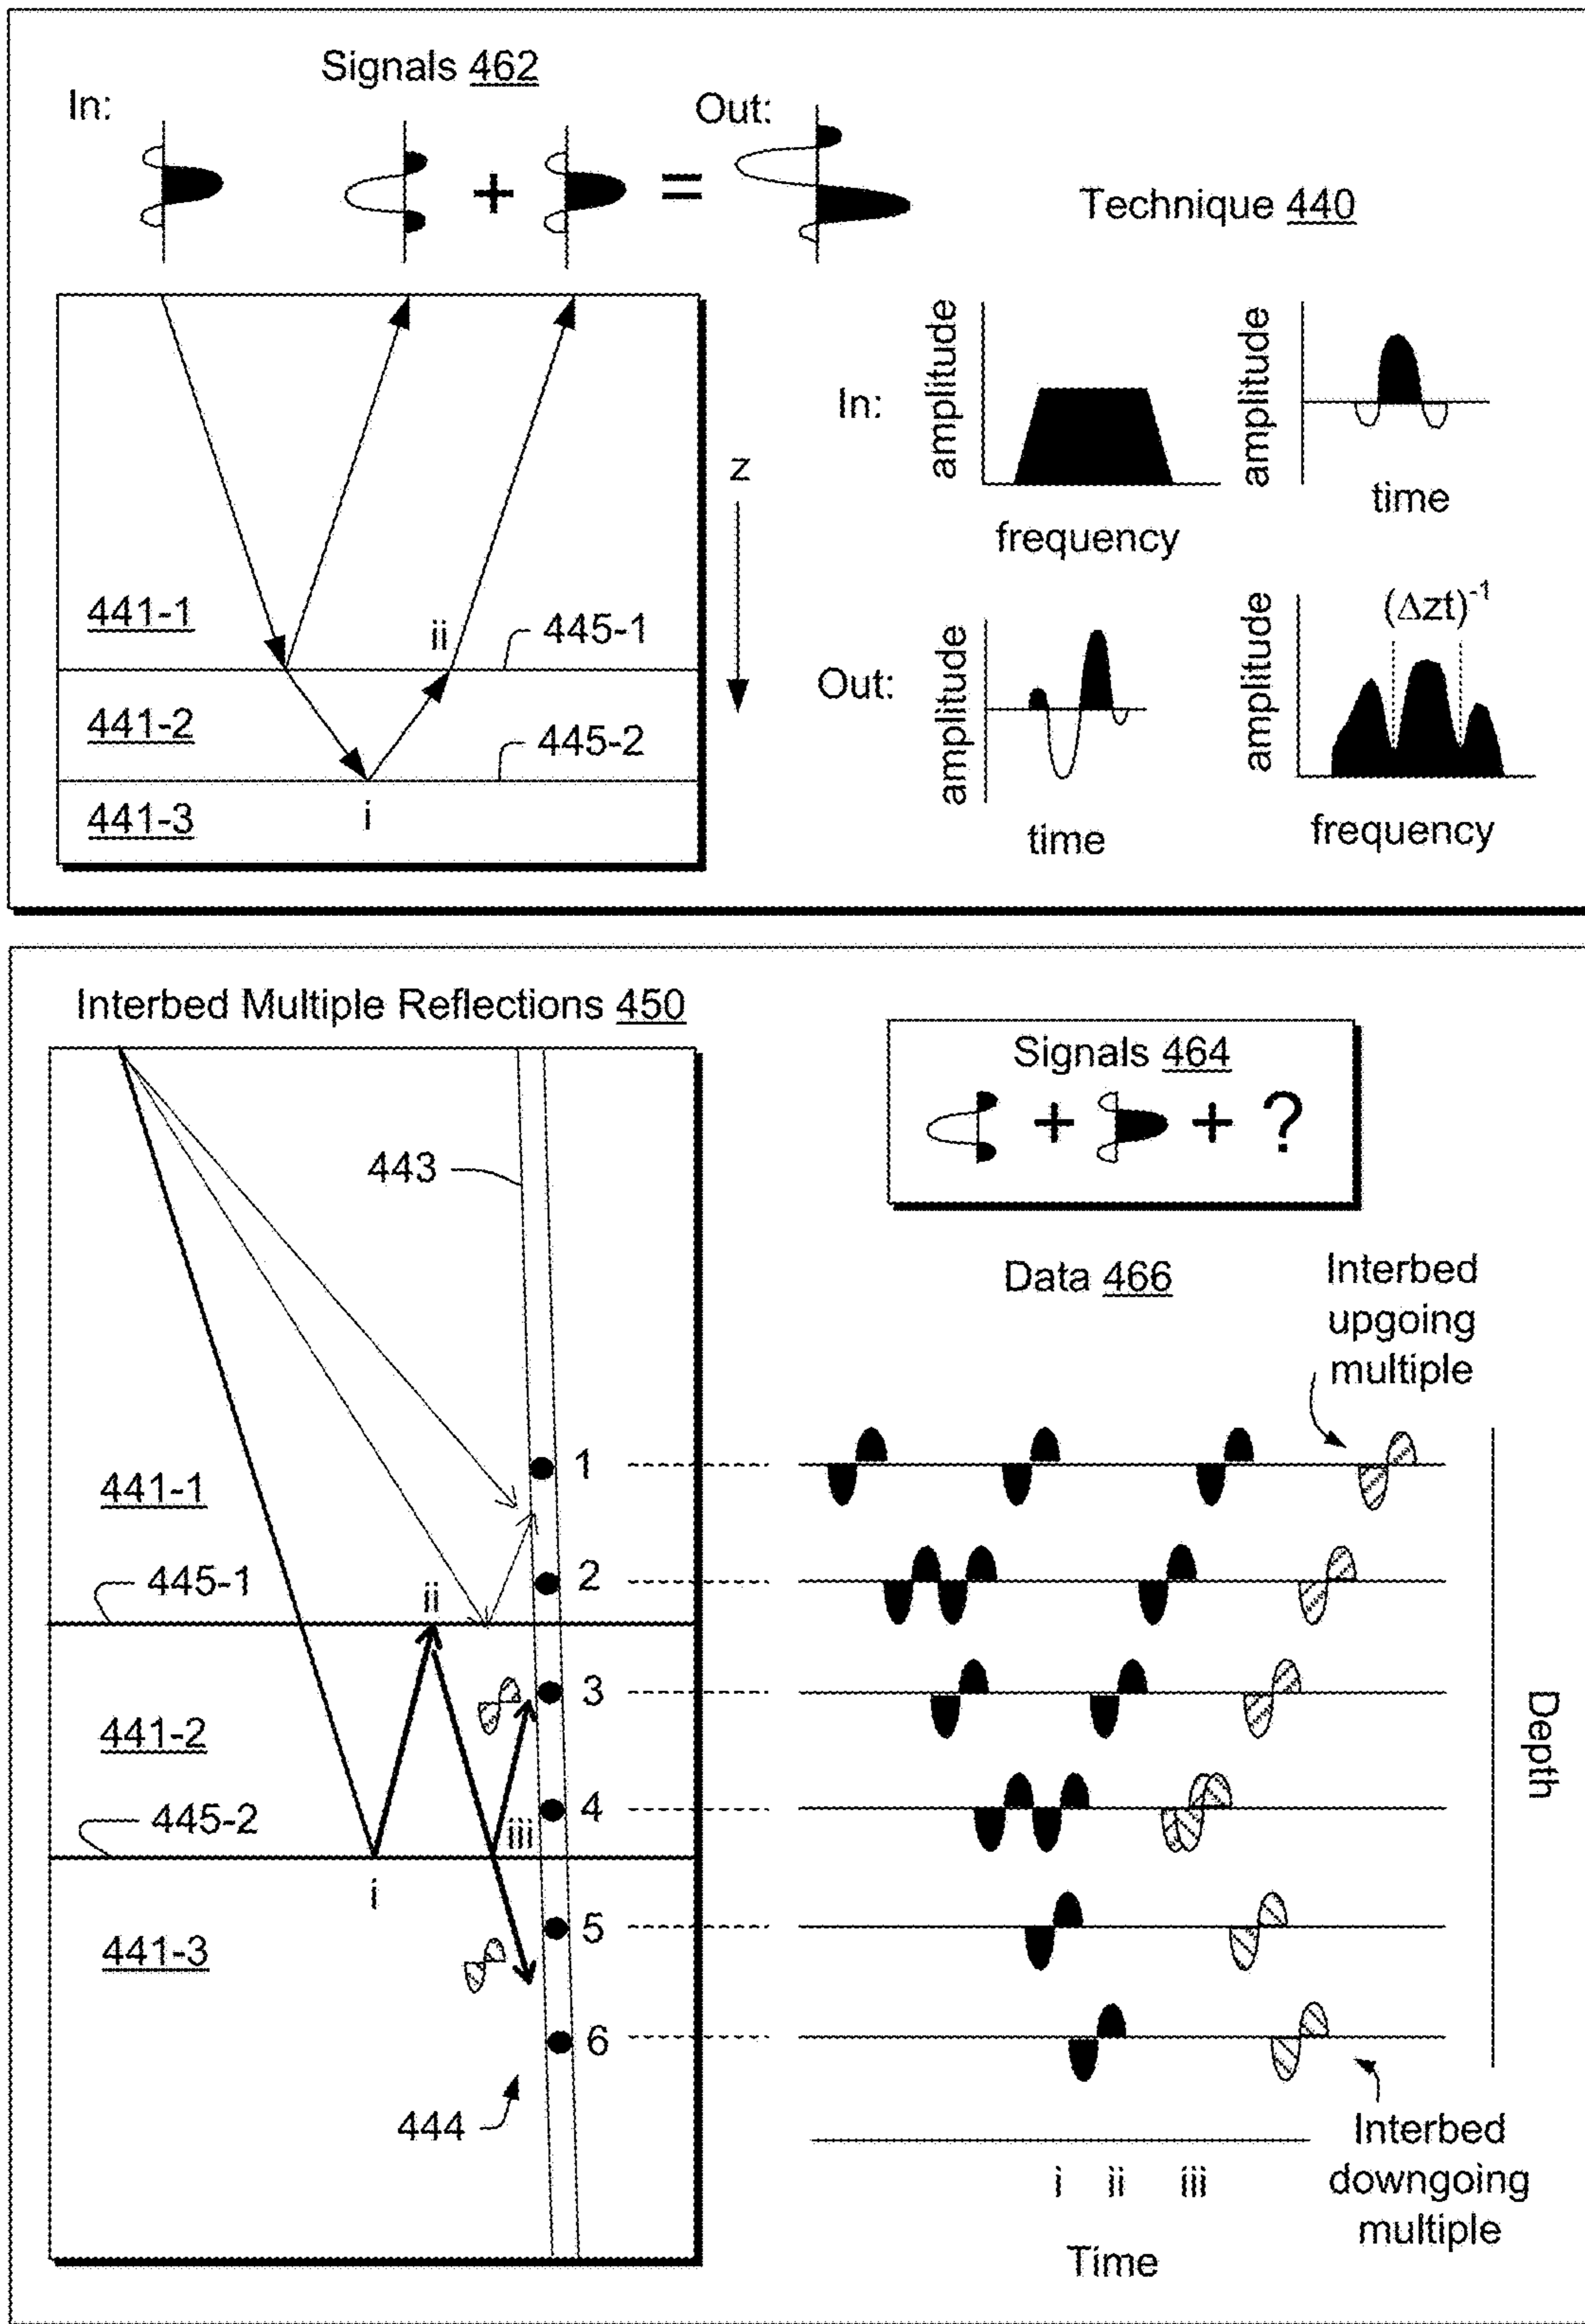 Signals 462
In:
Out:
+
=
Technique 440
In:
amplitude
frequency
amplitude
time
z
441-1
ii
445-1
441-2
445-2
441-3
i
Out:
amplitude
time
amplitude
(Δzt)-1
frequency
Interbed Multiple Reflections 450
Signals 464
+
+ ?
443
Data 466
Interbed
upgoing
multiple
1
441-1
2
445-1
ii
3
441-2
445-2
4
iii
i
5
441-3
6
444
Depth
i ii iii
Time
Interbed
downgoing
multiple